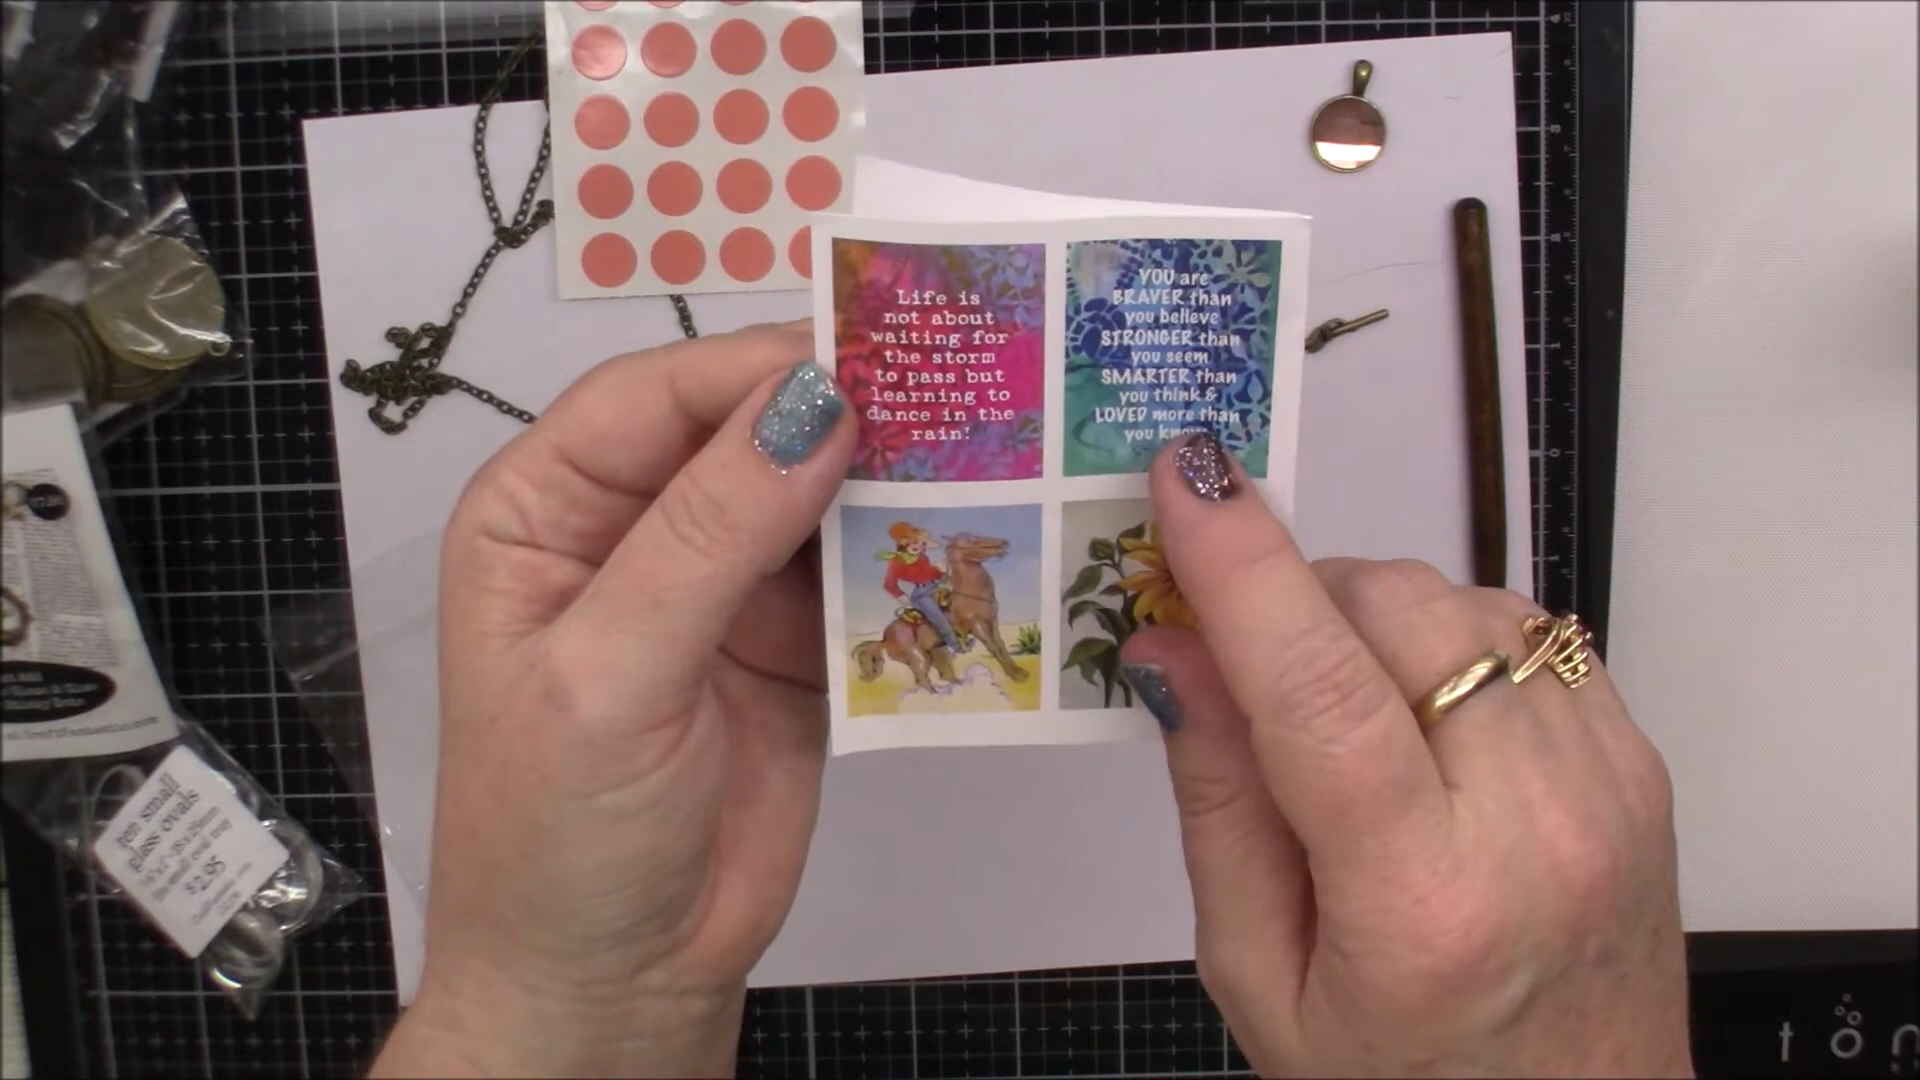 Life is
not about
waiting for
the storm
to pass but
learning to
dance in the
rain!
YOU are
BRAVER than
you believe
STRONGER than
you seem
SMARTER than
you think &
LOVED more than
you know
ten small
glass ovals
$2.95